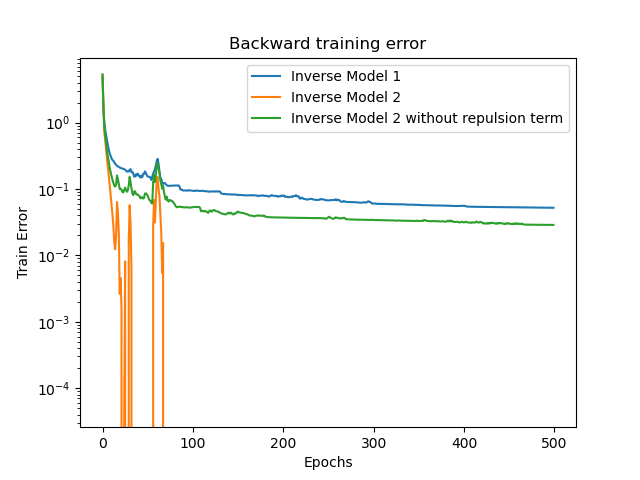 Backward training error
Inverse Model 1
Inverse Model 2
Inverse Model 2 without repulsion term
Train Error
10⁰
10⁻¹
10⁻²
10⁻³
10⁻⁴
0 100 200 300 400 500
Epochs